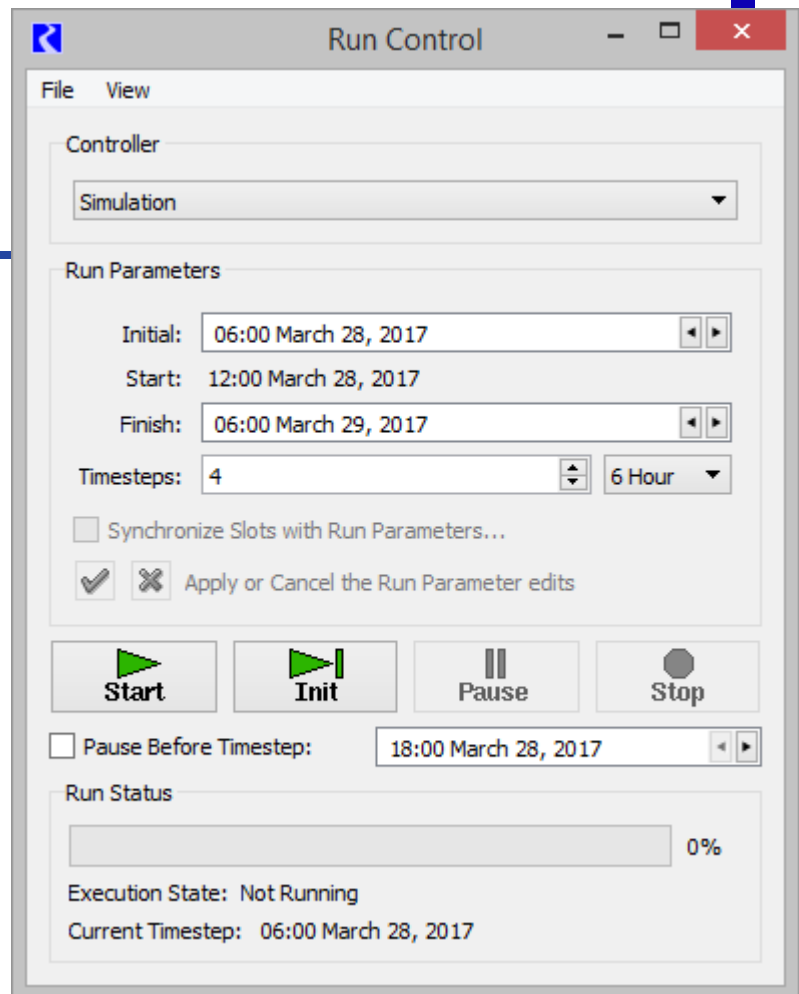 Run Control
File View
Controller
Simulation
Run Parameters
Initial: 06:00 March 28, 2017
Start: 12:00 March 28, 2017
Finish: 06:00 March 29, 2017
Timesteps: 4 6 Hour
Synchronize Slots with Run Parameters...
Apply or Cancel the Run Parameter edits
Start Init Pause Stop
Pause Before Timestep: 18:00 March 28, 2017
Run Status
0%
Execution State: Not Running
Current Timestep: 06:00 March 28, 2017